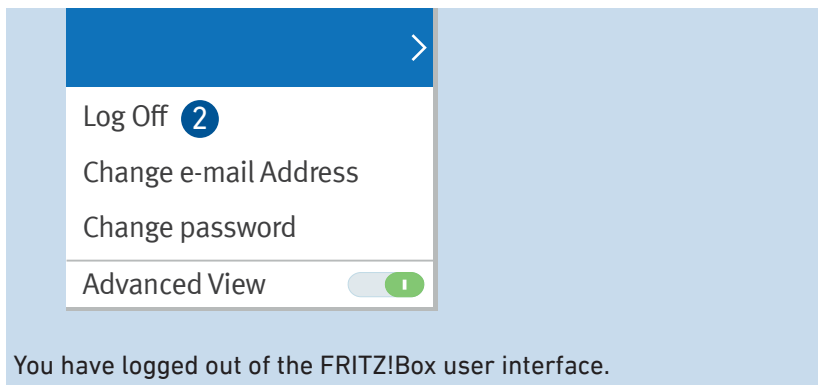 Log Off 2
Change e-mail Address
Change password
Advanced View
You have logged out of the FRITZ!Box user interface.